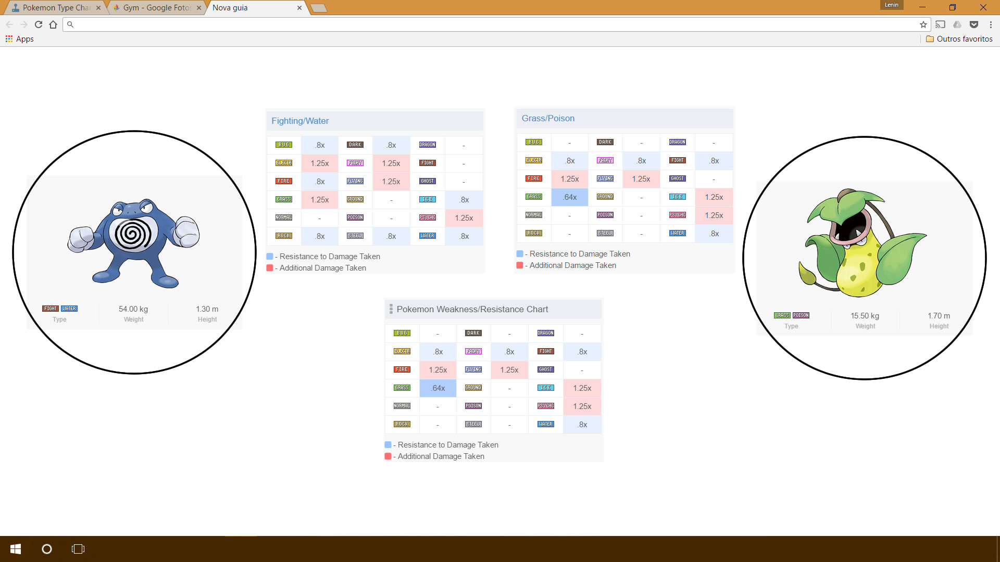 Pokemon Type Cha
Gym - Google Fotos
Nova guia
Lenin
Apps
Outros favoritos
Fighting/Water
BUG .8x DARK .8x DRAGON -
ELECTR 1.25x FAIRY 1.25x FIGHT -
FIRE .8x FLYING 1.25x GHOST -
GRASS 1.25x GROUND - ICE .8x
NORMAL - POISON - PSYCHC 1.25x
ROCK .8x STEEL .8x WATER .8x
- Resistance to Damage Taken
- Additional Damage Taken
Grass/Poison
BUG - DARK - DRAGON -
ELECTR .8x FAIRY .8x FIGHT .8x
FIRE 1.25x FLYING 1.25x GHOST -
GRASS .64x GROUND - ICE 1.25x
NORMAL - POISON - PSYCHC 1.25x
ROCK - STEEL - WATER .8x
- Resistance to Damage Taken
- Additional Damage Taken
FIGHT WATER 54.00 kg 1.30 m
Type Weight Height
GRASS POISON 15.50 kg 1.70 m
Type Weight Height
Pokemon Weakness/Resistance Chart
BUG - DARK - DRAGON -
ELECTR .8x FAIRY .8x FIGHT .8x
FIRE 1.25x FLYING 1.25x GHOST -
GRASS .64x GROUND - ICE 1.25x
NORMAL - POISON - PSYCHC 1.25x
ROCK - STEEL - WATER .8x
- Resistance to Damage Taken
- Additional Damage Taken